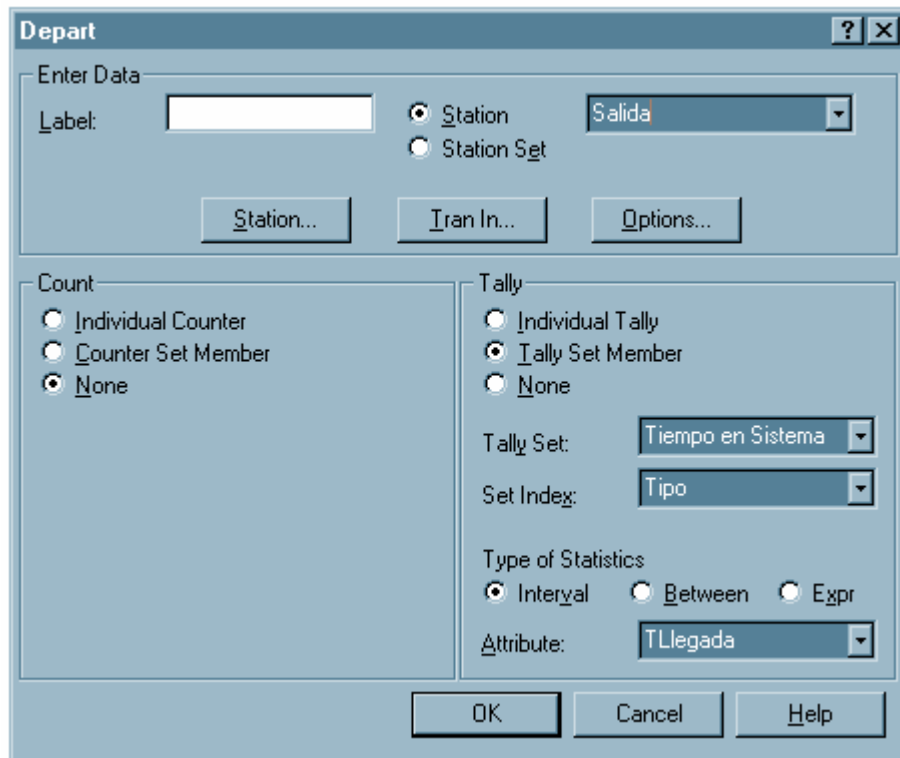 Depart
? X
Enter Data
Label:
Station
Salida
Station Set
Station...
Tran In...
Options...
Count
Individual Counter
Counter Set Member
None
Tally
Individual Tally
Tally Set Member
None
Tally Set:
Tiempo en Sistema
Set Index:
Tipo
Type of Statistics
Interval
Between
Expr
Attribute:
TLlegada
OK
Cancel
Help